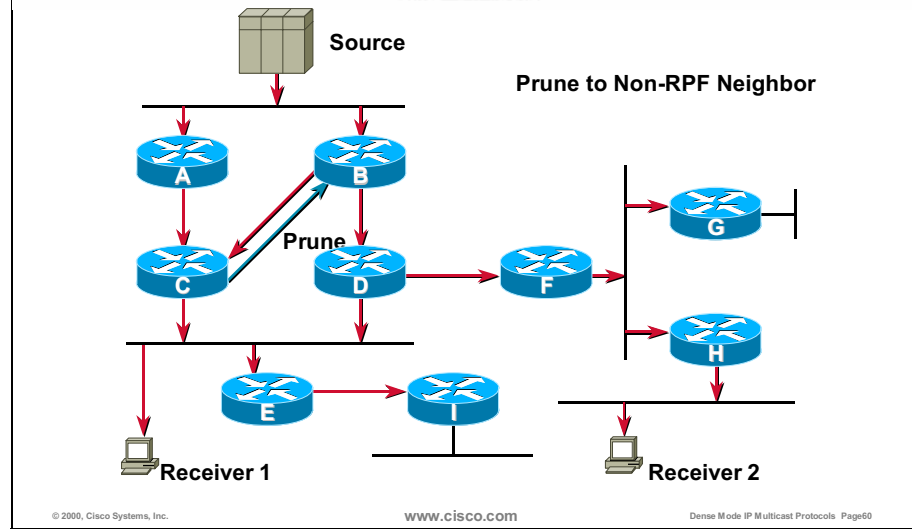 Source
Prune to Non-RPF Neighbor
A
B
Prune
G
C
D
F
H
E
I
Receiver 1
Receiver 2
© 2000, Cisco Systems, Inc.
www.cisco.com
Dense Mode IP Multicast Protocols Page60